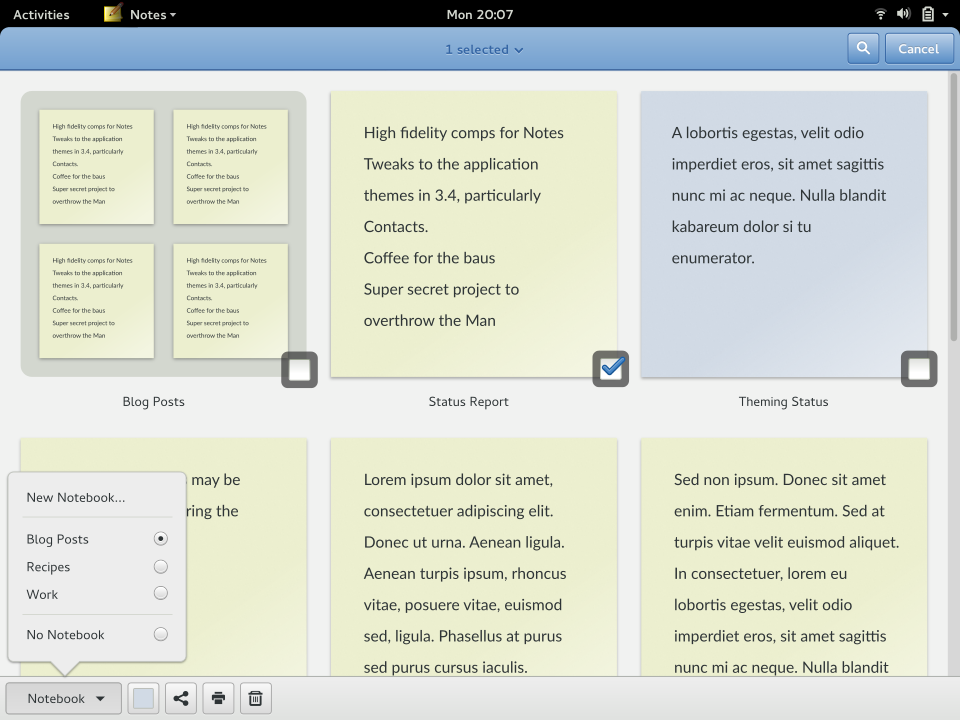 Activities
Notes
Mon 20:07
1 selected
Cancel
High fidelity comps for Notes
Tweaks to the application
themes in 3.4, particularly
Contacts.
Coffee for the baus
Super secret project to
overthrow the Man
High fidelity comps for Notes
Tweaks to the application
themes in 3.4, particularly
Contacts.
Coffee for the baus
Super secret project to
overthrow the Man
High fidelity comps for Notes
Tweaks to the application
themes in 3.4, particularly
Contacts.
Coffee for the baus
Super secret project to
overthrow the Man
High fidelity comps for Notes
Tweaks to the application
themes in 3.4, particularly
Contacts.
Coffee for the baus
Super secret project to
overthrow the Man
Blog Posts
High fidelity comps for Notes
Tweaks to the application
themes in 3.4, particularly
Contacts.
Coffee for the baus
Super secret project to
overthrow the Man
Status Report
A lobortis egestas, velit odio
imperdiet eros, sit amet sagittis
nunc mi ac neque. Nulla blandit
kabareum dolor si tu
enumerator.
Theming Status
may be
ring the
Lorem ipsum dolor sit amet,
consectetuer adipiscing elit.
Donec ut urna. Aenean ligula.
Aenean turpis ipsum, rhoncus
vitae, posuere vitae, euismod
sed, ligula. Phasellus at purus
sed purus cursus iaculis.
Sed non ipsum. Donec sit amet
enim. Etiam fermentum. Sed at
turpis vitae velit euismod aliquet.
In consectetuer, lorem eu
lobortis egestas, velit odio
imperdiet eros, sit amet sagittis
nunc mi ac neque. Nulla blandit
New Notebook...
Blog Posts
Recipes
Work
No Notebook
Notebook